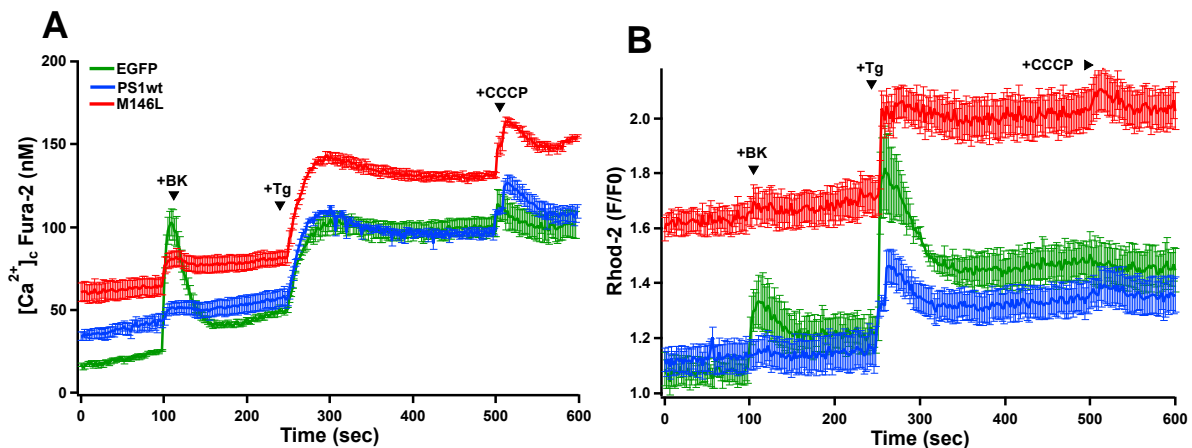 A
[Ca2+]c Fura-2 (nM)
200
150
100
50
0
EGFP
PS1wt
M146L
+BK
+Tg
+CCCP
0
100
200
300
400
500
600
Time (sec)
B
Rhod-2 (F/F0)
2.0
1.8
1.6
1.4
1.2
1.0
+BK
+Tg
+CCCP
0
100
200
300
400
500
600
Time (sec)